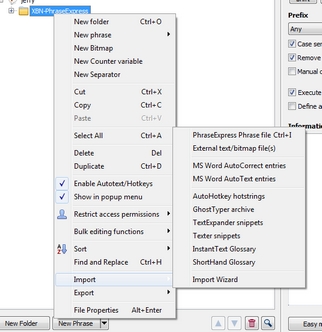 jerry
XBN-PhraseExpress
New folder Ctrl+O
New phrase
New Bitmap
New Counter variable
New Separator
Cut Ctrl+X
Copy Ctrl+C
Paste Ctrl+V
Select All Ctrl+A
Delete Del
Duplicate Ctrl+D
Enable Autotext/Hotkeys
Show in popup menu
Restrict access permissions
Bulk editing functions
Sort
Find and Replace Ctrl+H
Import
Export
File Properties Alt+Enter
PhraseExpress Phrase file Ctrl+I
External text/bitmap file(s)
MS Word AutoCorrect entries
MS Word AutoText entries
AutoHotkey hotstrings
GhostTyper archive
TextExpander snippets
Texter snippets
InstantText Glossary
ShortHand Glossary
Import Wizard
Prefix
Any
Case se
Remove
Manual c
Execute
Define a
Informati
New Folder
New Phrase
Easy m